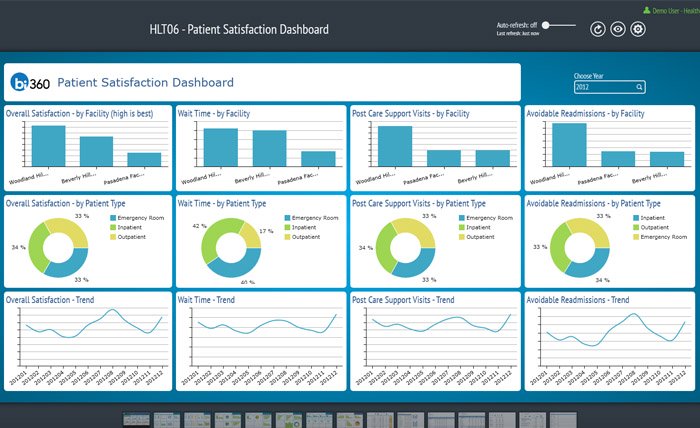 Demo User - Health
HLT06 - Patient Satisfaction Dashboard
Auto-refresh: off
Last refresh: Just now
bi360 Patient Satisfaction Dashboard
Choose Year
2012
Overall Satisfaction - by Facility (high is best)
Woodland Hil... Beverly Hill... Pasadena Fac...
Wait Time - by Facility
Woodland Hil... Beverly Hill... Pasadena Fac...
Post Care Support Visits - by Facility
Woodland Hil... Beverly Hill... Pasadena Fac...
Avoidable Readmissions - by Facility
Woodland Hil... Beverly Hill... Pasadena Fac...
Overall Satisfaction - by Patient Type
33 %
34 %
33 %
Emergency Room
Inpatient
Outpatient
Wait Time - by Patient Type
42 %
17 %
40 %
Emergency Room
Inpatient
Outpatient
Post Care Support Visits - by Patient Type
33 %
34 %
33 %
Emergency Room
Inpatient
Outpatient
Avoidable Readmissions - by Patient Type
33 %
33 %
34 %
Inpatient
Outpatient
Emergency Room
Overall Satisfaction - Trend
201201 201202 201203 201204 201205 201206 201207 201208 201209 201210 201211 201212
Wait Time - Trend
201201 201202 201203 201204 201205 201206 201207 201208 201209 201210 201211 201212
Post Care Support Visits - Trend
201201 201202 201203 201204 201205 201206 201207 201208 201209 201210 201211 201212
Avoidable Readmissions - Trend
201201 201202 201203 201204 201205 201206 201207 201208 201209 201210 201211 201212